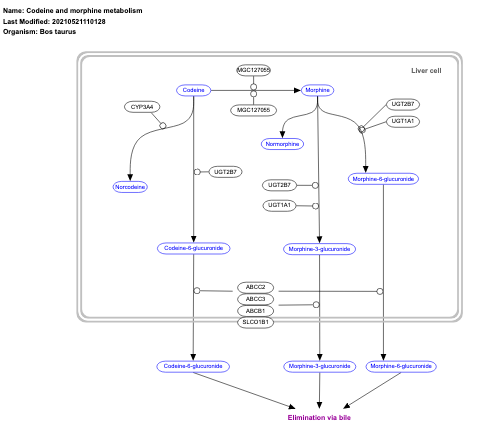 Name: Codeine and morphine metabolism
Last Modified: 20210521110128
Organism: Bos taurus
Liver cell
MGC127055
Codeine
Morphine
CYP3A4
MGC127055
UGT2B7
UGT1A1
Normorphine
UGT2B7
Morphine-6-glucuronide
Norcodeine
UGT2B7
UGT1A1
Codeine-6-glucuronide
Morphine-3-glucuronide
ABCC2
ABCC3
ABCB1
SLCO1B1
Codeine-6-glucuronide
Morphine-3-glucuronide
Morphine-6-glucuronide
Elimination via bile